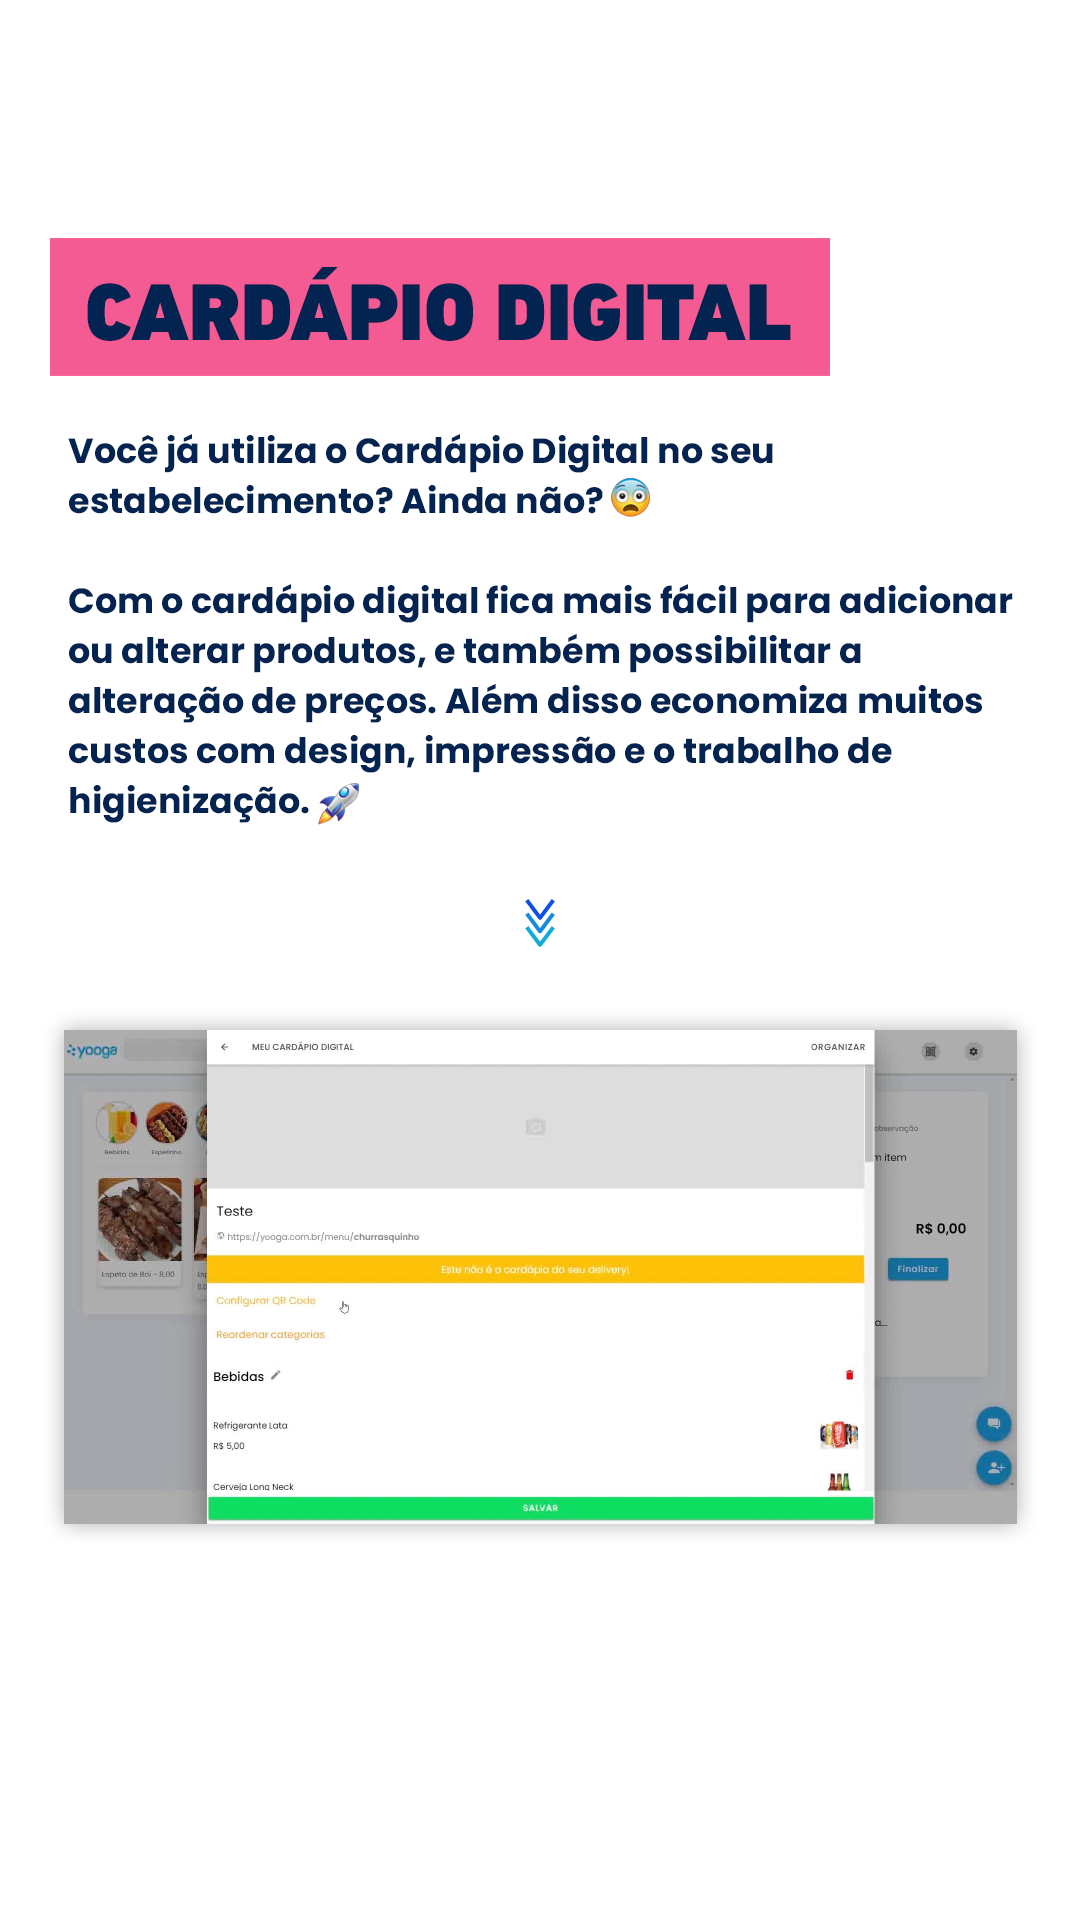 CARDÁPIO DIGITAL
Você já utiliza o Cardápio Digital no seu
estabelecimento? Ainda não? 😨
Com o cardápio digital fica mais fácil para adicionar
ou alterar produtos, e também possibilitar a
alteração de preços. Além disso economiza muitos
custos com design, impressão e o trabalho de
higienização. 🚀
yooga
MEU CARDÁPIO DIGITAL
ORGANIZAR
Bebidas
Espetinho
observação
m item
Teste
https://yooga.com.br/menu/churrasquinho
R$ 0,00
Este não é o cardápio do seu delivery!
Finalizar
Espeto de Boi - 8,00
Esp
8,0
Configurar QR Code
a...
Reordenar categorias
Bebidas
Refrigerante Lata
R$ 5,00
Cerveja Long Neck
SALVAR